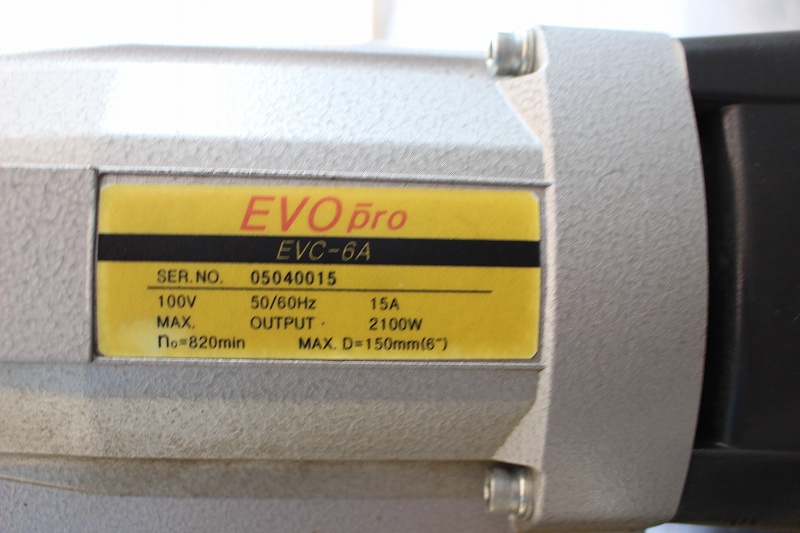 EVO pro
EVC-6A
SER. NO. 05040015
100V 50/60Hz 15A
MAX. OUTPUT · 2100W
n₀=820min MAX. D=150mm(6")